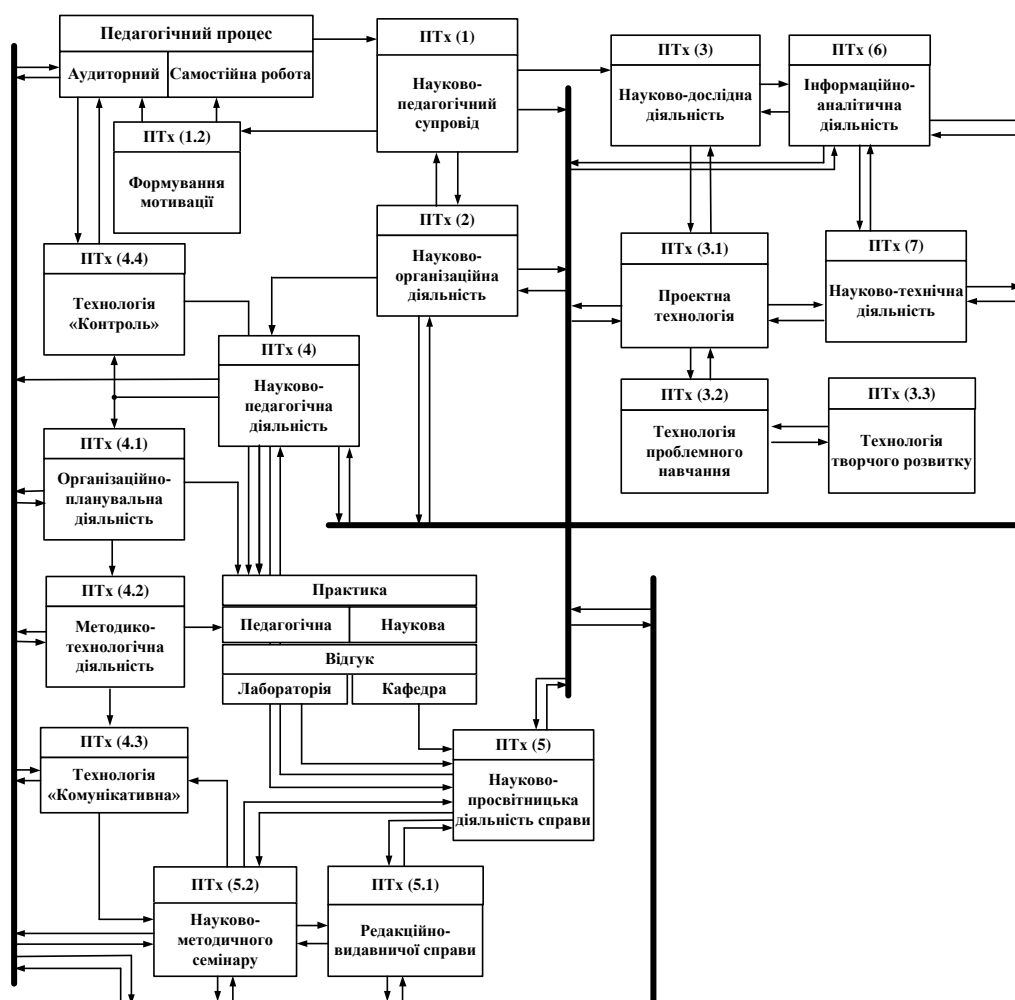 Педагогічний процес
Аудиторний
Самостійна робота
ПТх (1)
Науково-
педагогічний
супровід
ПТх (3)
Науково-дослідна
діяльність
ПТх (6)
Інформаційно-
аналітична
діяльність
ПТх (1.2)
Формування
мотивації
ПТх (2)
Науково-
організаційна
діяльність
ПТх (3.1)
Проектна
технологія
ПТх (7)
Науково-технічна
діяльність
ПТх (4.4)
Технологія
«Контроль»
ПТх (4)
Науково-
педагогічна
діяльність
ПТх (3.2)
Технологія
проблемного
навчання
ПТх (3.3)
Технологія
творчого розвитку
ПТх (4.1)
Організаційно-
планувальна
діяльність
ПТх (4.2)
Методико-
технологічна
діяльність
Практика
Педагогічна
Наукова
Відгук
Лабораторія
Кафедра
ПТх (4.3)
Технологія
«Комунікативна»
ПТх (5)
Науково-
просвітницька
діяльність справи
ПТх (5.2)
Науково-
методичного
семінару
ПТх (5.1)
Редакційно-
видавничої справи